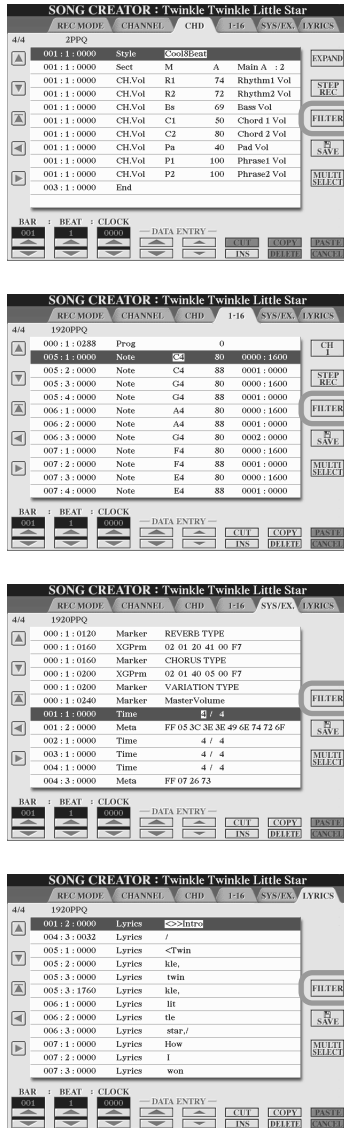 SONG CREATOR : Twinkle Twinkle Little Star
REC MODE CHANNEL CHD 1-16 SYS/EX. LYRICS
4/4 2PPQ
001 : 1 : 0000 Style Cool8Beat
001 : 1 : 0000 Sect M A Main A : 2
001 : 1 : 0000 CH.Vol R1 74 Rhythm1 Vol
001 : 1 : 0000 CH.Vol R2 72 Rhythm2 Vol
001 : 1 : 0000 CH.Vol Bs 69 Bass Vol
001 : 1 : 0000 CH.Vol C1 50 Chord 1 Vol
001 : 1 : 0000 CH.Vol C2 80 Chord 2 Vol
001 : 1 : 0000 CH.Vol Pa 40 Pad Vol
001 : 1 : 0000 CH.Vol P1 100 Phrase1 Vol
001 : 1 : 0000 CH.Vol P2 100 Phrase2 Vol
003 : 1 : 0000 End
EXPAND
STEP REC
FILTER
SAVE
MULTI SELECT
BAR : BEAT : CLOCK
001 1 0000 DATA ENTRY
CUT COPY PASTE
INS DELETE CANCEL
SONG CREATOR : Twinkle Twinkle Little Star
REC MODE CHANNEL CHD 1-16 SYS/EX. LYRICS
4/4 1920PPQ
000 : 1 : 0288 Prog 0
005 : 1 : 0000 Note C4 80 0000 : 1600
005 : 2 : 0000 Note C4 88 0001 : 0000
005 : 3 : 0000 Note G4 80 0000 : 1600
005 : 4 : 0000 Note G4 88 0001 : 0000
006 : 1 : 0000 Note A4 80 0000 : 1600
006 : 2 : 0000 Note A4 88 0001 : 0000
006 : 3 : 0000 Note G4 80 0002 : 0000
007 : 1 : 0000 Note F4 80 0000 : 1600
007 : 2 : 0000 Note F4 88 0001 : 0000
007 : 3 : 0000 Note E4 80 0000 : 1600
007 : 4 : 0000 Note E4 88 0001 : 0000
CH 1
STEP REC
FILTER
SAVE
MULTI SELECT
BAR : BEAT : CLOCK
001 1 0000 DATA ENTRY
CUT COPY PASTE
INS DELETE CANCEL
SONG CREATOR : Twinkle Twinkle Little Star
REC MODE CHANNEL CHD 1-16 SYS/EX. LYRICS
4/4 1920PPQ
000 : 1 : 0120 Marker REVERB TYPE
000 : 1 : 0160 XGPrm 02 01 20 41 00 F7
000 : 1 : 0160 Marker CHORUS TYPE
000 : 1 : 0200 XGPrm 02 01 40 05 00 F7
000 : 1 : 0200 Marker VARIATION TYPE
000 : 1 : 0240 Marker MasterVolume
001 : 1 : 0000 Time 4 / 4
001 : 2 : 0000 Meta FF 05 3C 3E 3E 49 6E 74 72 6F
002 : 1 : 0000 Time 4 / 4
003 : 1 : 0000 Time 4 / 4
004 : 1 : 0000 Time 4 / 4
004 : 3 : 0000 Meta FF 07 26 73
FILTER
SAVE
MULTI SELECT
BAR : BEAT : CLOCK
001 1 0000 DATA ENTRY
CUT COPY PASTE
INS DELETE CANCEL
SONG CREATOR : Twinkle Twinkle Little Star
REC MODE CHANNEL CHD 1-16 SYS/EX. LYRICS
4/4 1920PPQ
001 : 2 : 0000 Lyrics <>>Intro
004 : 3 : 0032 Lyrics /
005 : 1 : 0000 Lyrics <Twin
005 : 2 : 0000 Lyrics kle,
005 : 3 : 0000 Lyrics twin
005 : 3 : 1760 Lyrics kle,
006 : 1 : 0000 Lyrics lit
006 : 2 : 0000 Lyrics tle
006 : 3 : 0000 Lyrics star,/
007 : 1 : 0000 Lyrics How
007 : 2 : 0000 Lyrics I
007 : 3 : 0000 Lyrics won
FILTER
SAVE
MULTI SELECT
BAR : BEAT : CLOCK
001 1 0000 DATA ENTRY
CUT COPY PASTE
INS DELETE CANCEL